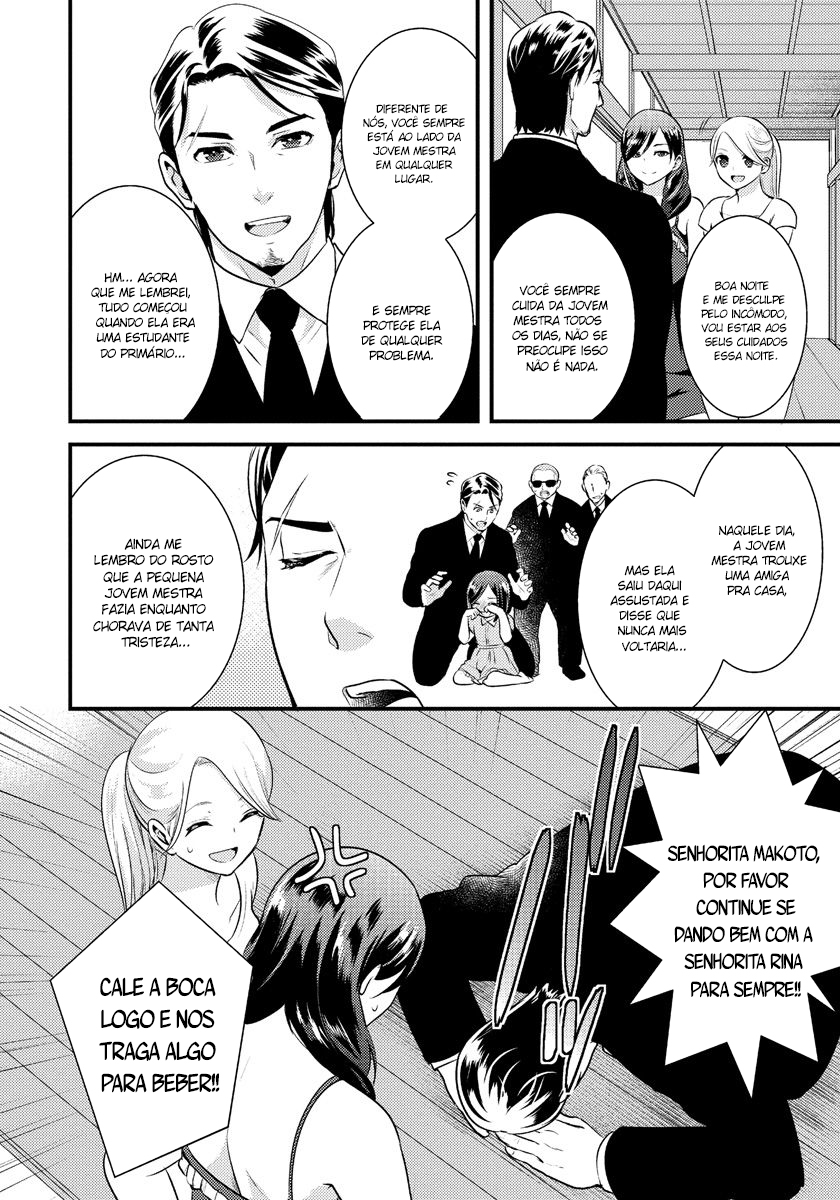 BOA NOITE
E ME DESCULPE
PELO INCÔMODO,
VOU ESTAR AOS
SEUS CUIDADOS
ESSA NOITE.
VOCÊ SEMPRE
CUIDA DA JOVEM
MESTRA TODOS
OS DIAS, NÃO SE
PREOCUPE ISSO
NÃO É NADA.
DIFERENTE DE
NÓS, VOCÊ SEMPRE
ESTÁ AO LADO DA
JOVEM MESTRA
EM QUALQUER
LUGAR.
E SEMPRE
PROTEGE ELA
DE QUALQUER
PROBLEMA.
HM... AGORA
QUE ME LEMBREI,
TUDO COMEÇOU
QUANDO ELA ERA
UMA ESTUDANTE
DO PRIMÁRIO...
NAQUELE DIA,
A JOVEM
MESTRA TROUXE
UMA AMIGA
PRA CASA,
MAS ELA
SAIU DAQUI
ASSUSTADA E
DISSE QUE
NUNCA MAIS
VOLTARIA...
AINDA ME
LEMBRO DO ROSTO
QUE A PEQUENA
JOVEM MESTRA
FAZIA ENQUANTO
CHORAVA DE TANTA
TRISTEZA...
SENHORITA MAKOTO,
POR FAVOR
CONTINUE SE
DANDO BEM COM A
SENHORITA RINA
PARA SEMPRE!!
CALE A BOCA
LOGO E NOS
TRAGA ALGO
PARA BEBER!!